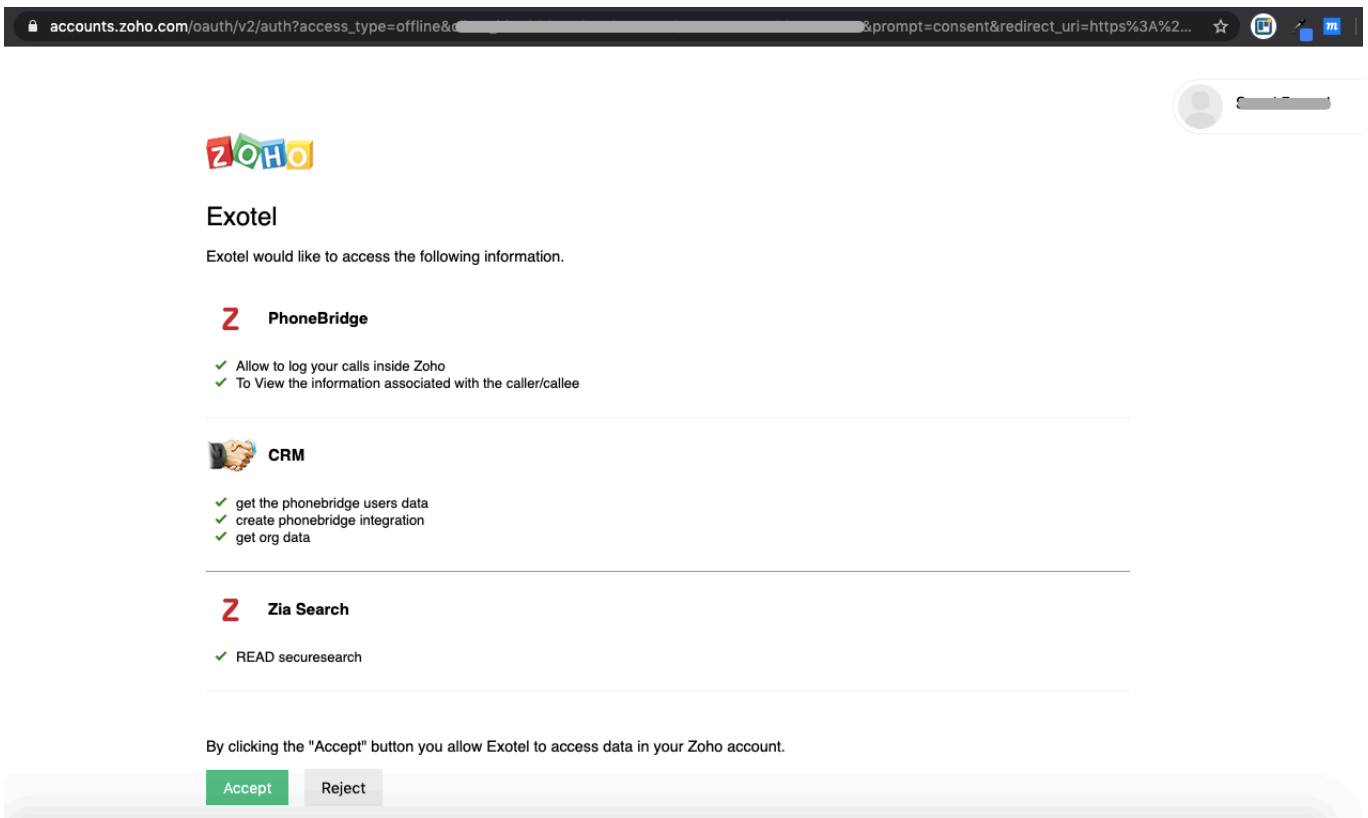 accounts.zoho.com/oauth/v2/auth?access_type=offline& &prompt=consent&redirect_uri=https%3A%2...
m
ZOHO
Exotel
Exotel would like to access the following information.
Z PhoneBridge
Allow to log your calls inside Zoho
To View the information associated with the caller/callee
CRM
get the phonebridge users data
create phonebridge integration
get org data
Z Zia Search
READ securesearch
By clicking the "Accept" button you allow Exotel to access data in your Zoho account.
Accept Reject